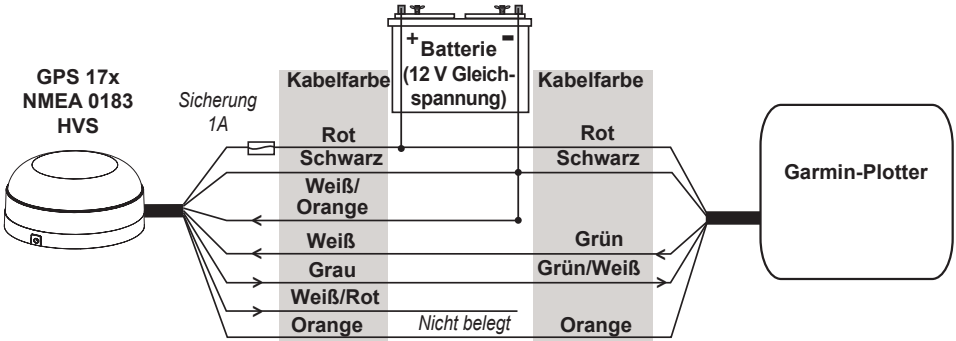 GPS 17x
NMEA 0183
HVS
Sicherung
1A
+
-
Batterie
(12 V Gleich-
spannung)
Kabelfarbe
Kabelfarbe
Rot
Rot
Schwarz
Schwarz
Weiß/
Orange
Weiß
Grün
Grau
Grün/Weiß
Weiß/Rot
Orange
Nicht belegt
Orange
Garmin-Plotter